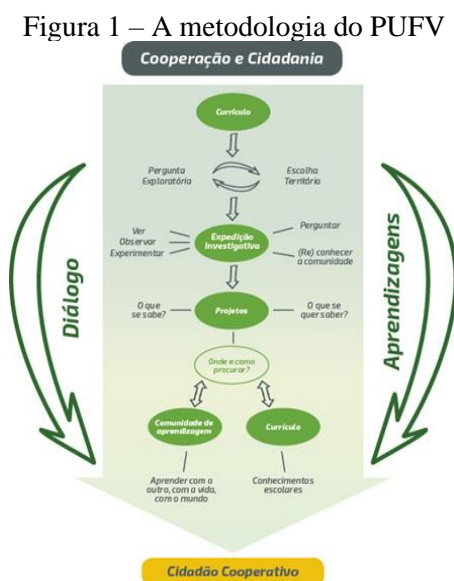 Figura 1 – A metodologia do PUFV
Cooperação e Cidadania
Currículo
Pergunta
Exploratória
Escolha
Território
Ver
Observar
Experimentar
Expedição
Investigativa
Perguntar
(Re) conhecer
a comunidade
O que
se sabe?
Projetos
O que se
quer saber?
Onde e como
procurar?
Comunidade de
aprendizagem
Currículo
Aprender com o
outro, com a vida,
com o mundo
Conhecimentos
escolares
Diálogo
Aprendizagens
Cidadão Cooperativo